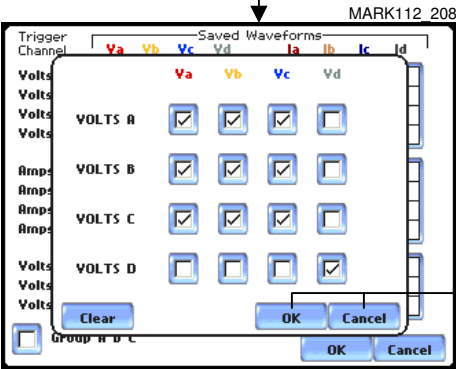 MARK112_208
Trigger Saved Waveforms
Channel Va Vb Vc Vd Ia Ib Ic Id
Va Vb Vc Vd
Volts
Volts
Volts
Volts
VOLTS A
Amps
Amps
Amps
Amps
VOLTS B
VOLTS C
Volts
Volts
Volts
VOLTS D
Clear OK Cancel
Group
OK Cancel